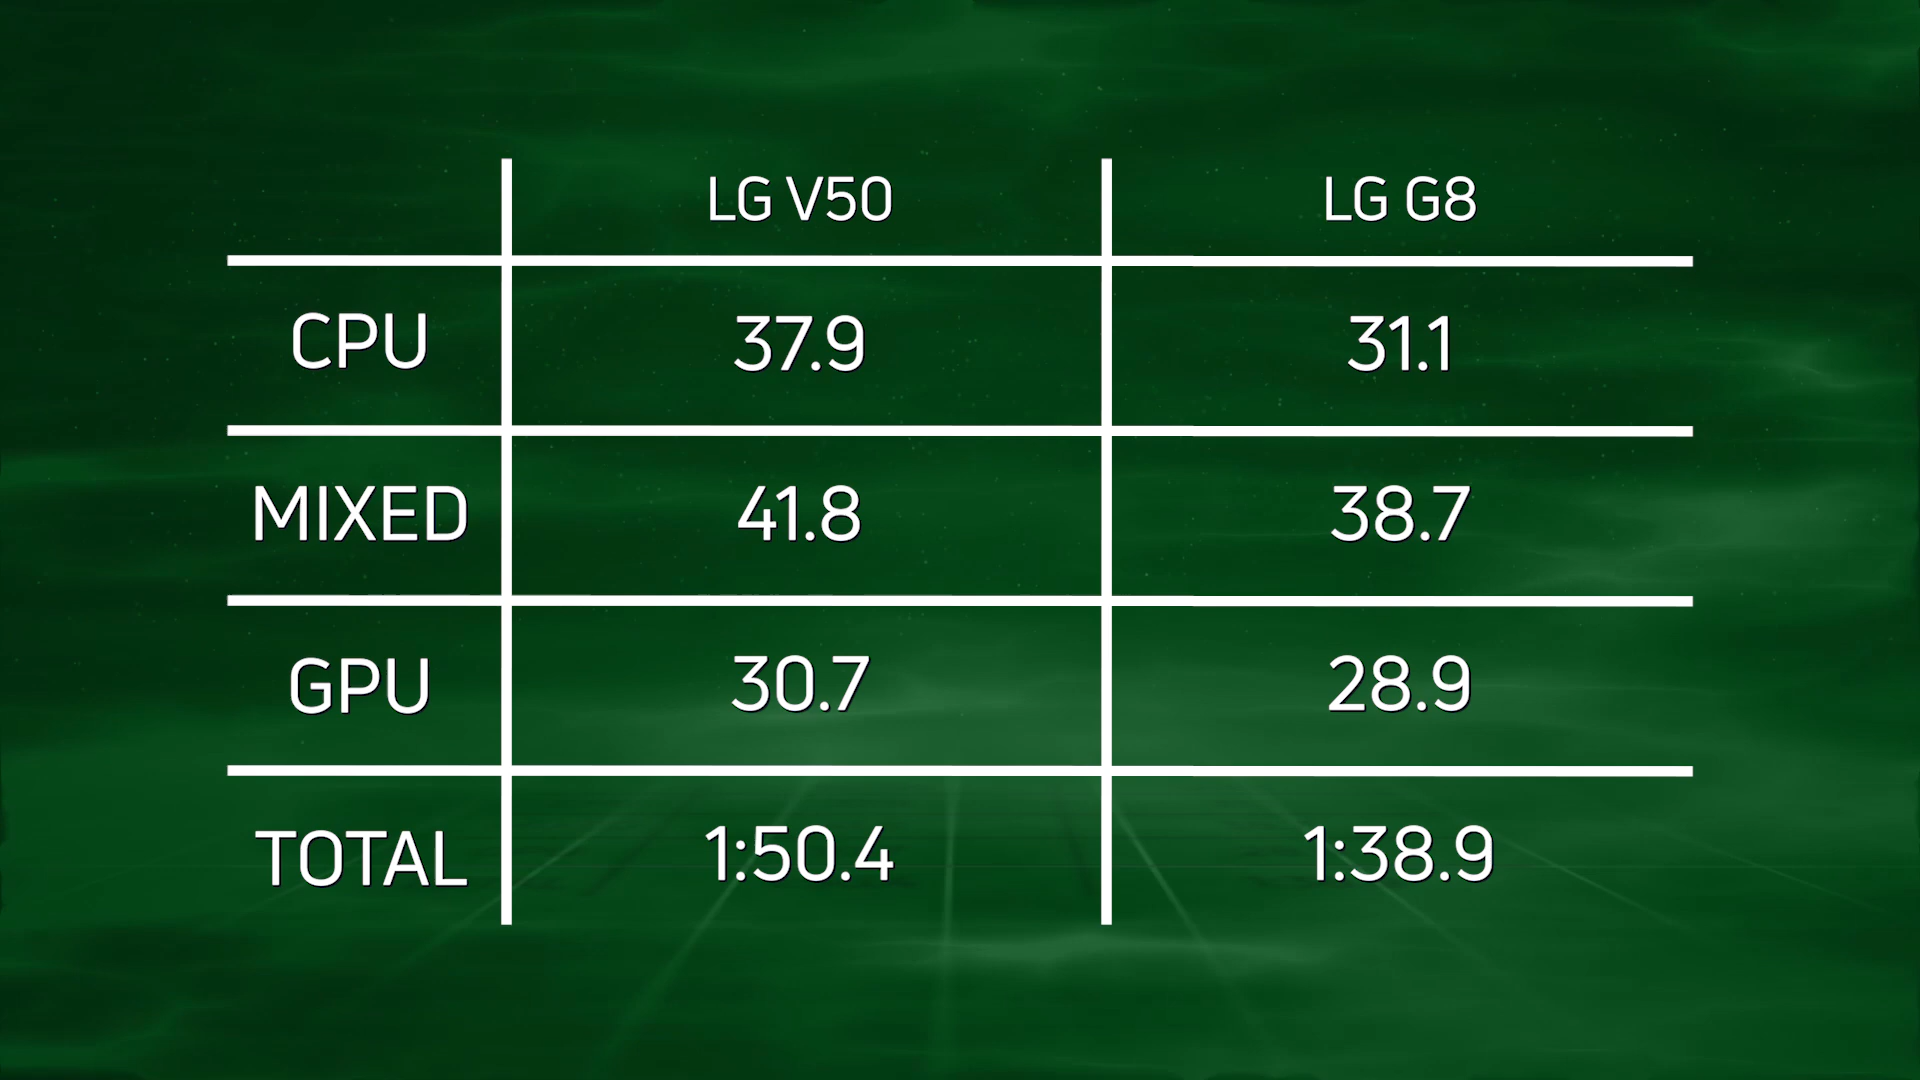 LG V50 LG G8
CPU 37.9 31.1
MIXED 41.8 38.7
GPU 30.7 28.9
TOTAL 1:50.4 1:38.9